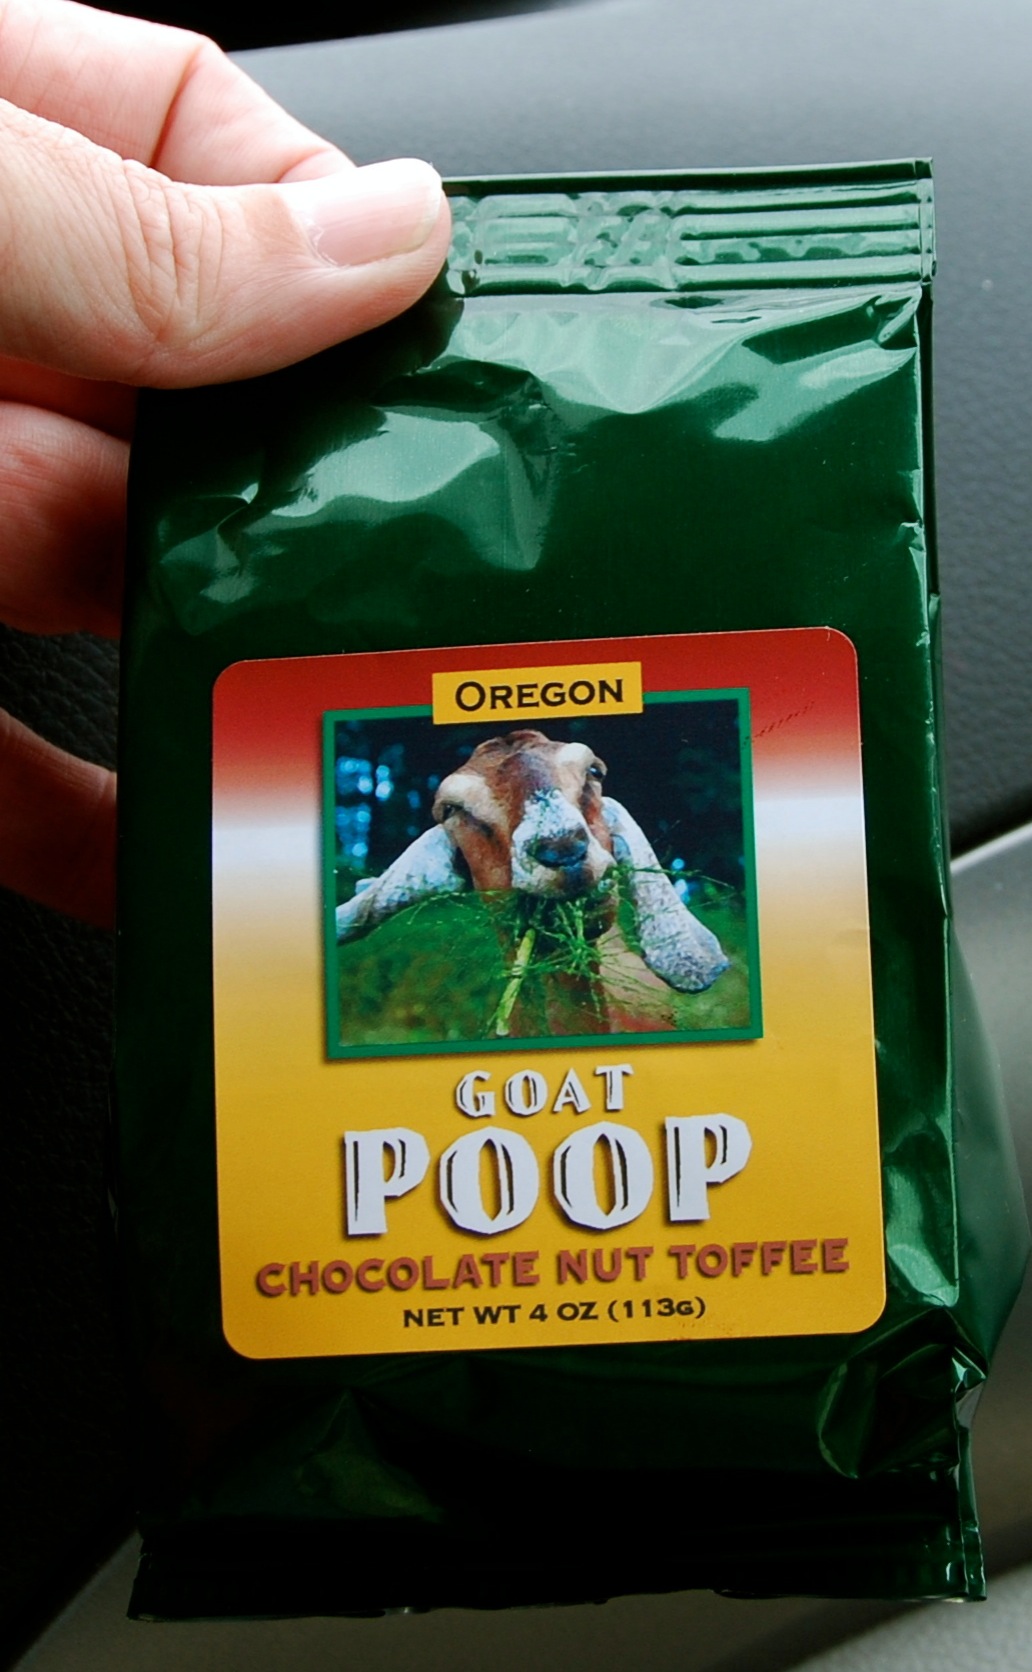 OREGON
GOAT
POOP
CHOCOLATE NUT TOFFEE
NET WT 4 OZ (113G)